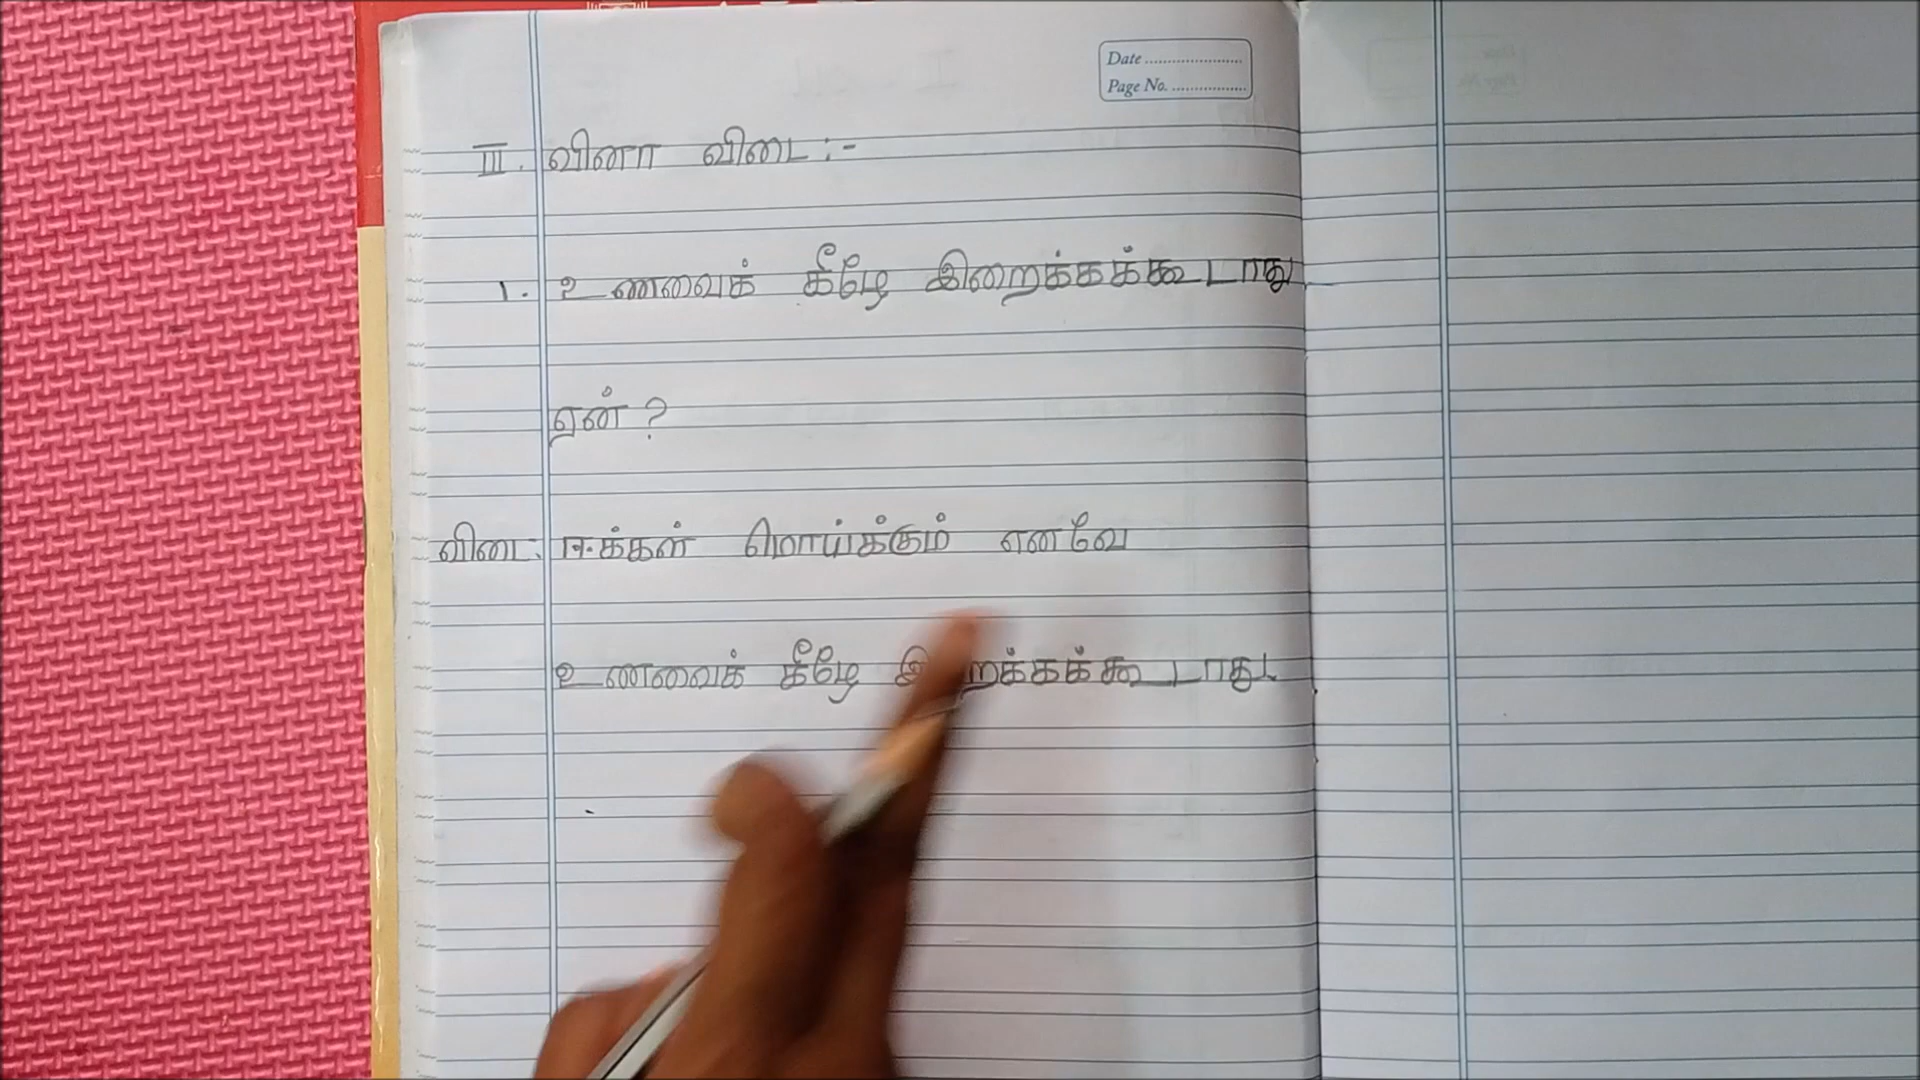 Date ........................
Page No. ...................
III. வினா விடை :-
1. உணவைக் கீழே இறைக்கக்கூடாது
ஏன் ?
விடை: ஈக்கள் மொய்க்கும் எனவே
உணவைக் கீழே இறைக்கக்கூடாது.